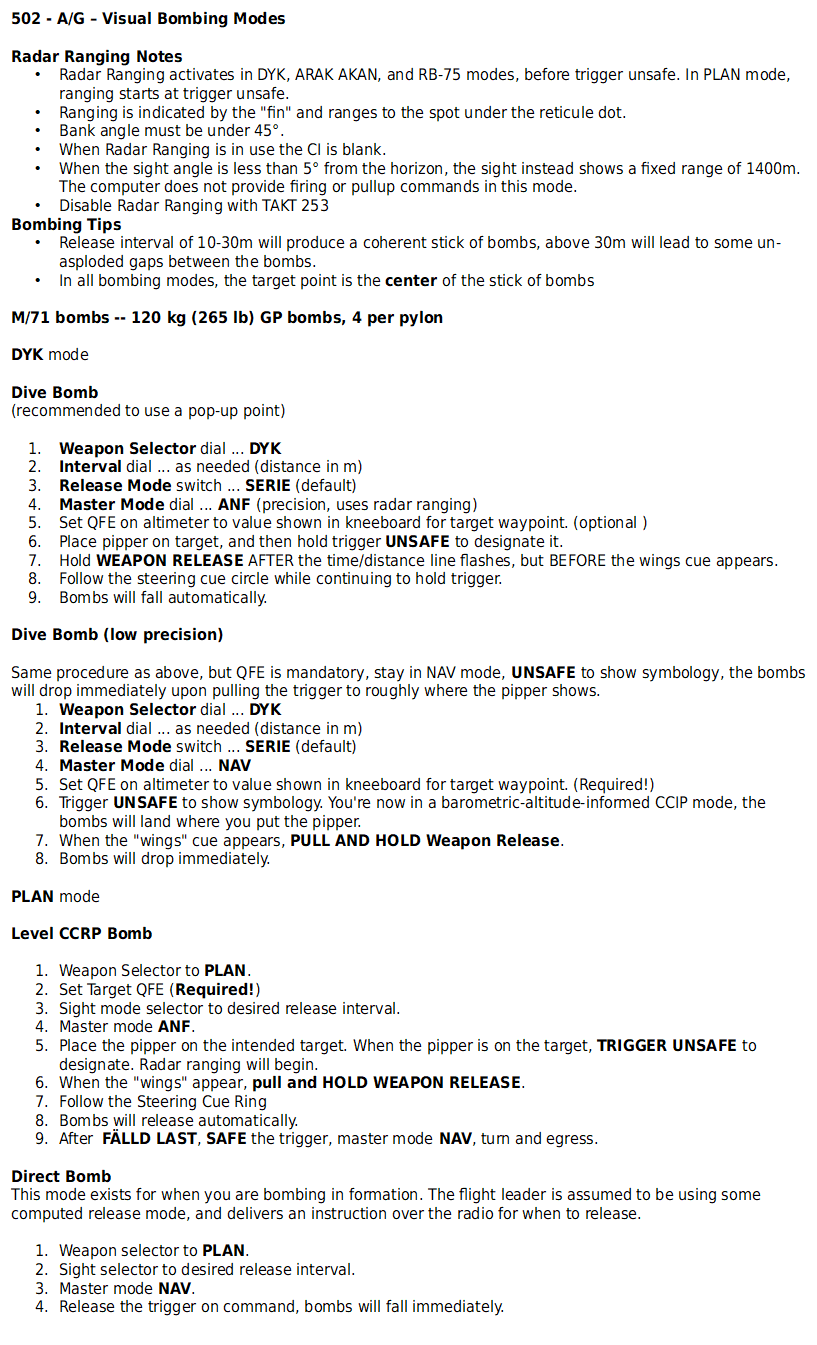 502 - A/G – Visual Bombing Modes
Radar Ranging Notes
• Radar Ranging activates in DYK, ARAK AKAN, and RB-75 modes, before trigger unsafe. In PLAN mode,
ranging starts at trigger unsafe.
• Ranging is indicated by the "fin" and ranges to the spot under the reticule dot.
• Bank angle must be under 45°.
• When Radar Ranging is in use the CI is blank.
• When the sight angle is less than 5° from the horizon, the sight instead shows a fixed range of 1400m.
The computer does not provide firing or pullup commands in this mode.
• Disable Radar Ranging with TAKT 253
Bombing Tips
• Release interval of 10-30m will produce a coherent stick of bombs, above 30m will lead to some un-
asploded gaps between the bombs.
• In all bombing modes, the target point is the center of the stick of bombs
M/71 bombs -- 120 kg (265 lb) GP bombs, 4 per pylon
DYK mode
Dive Bomb
(recommended to use a pop-up point)
1. Weapon Selector dial ... DYK
2. Interval dial ... as needed (distance in m)
3. Release Mode switch ... SERIE (default)
4. Master Mode dial ... ANF (precision, uses radar ranging)
5. Set QFE on altimeter to value shown in kneeboard for target waypoint. (optional )
6. Place pipper on target, and then hold trigger UNSAFE to designate it.
7. Hold WEAPON RELEASE AFTER the time/distance line flashes, but BEFORE the wings cue appears.
8. Follow the steering cue circle while continuing to hold trigger.
9. Bombs will fall automatically.
Dive Bomb (low precision)
Same procedure as above, but QFE is mandatory, stay in NAV mode, UNSAFE to show symbology, the bombs
will drop immediately upon pulling the trigger to roughly where the pipper shows.
1. Weapon Selector dial ... DYK
2. Interval dial ... as needed (distance in m)
3. Release Mode switch ... SERIE (default)
4. Master Mode dial ... NAV
5. Set QFE on altimeter to value shown in kneeboard for target waypoint. (Required!)
6. Trigger UNSAFE to show symbology. You're now in a barometric-altitude-informed CCIP mode, the
bombs will land where you put the pipper.
7. When the "wings" cue appears, PULL AND HOLD Weapon Release.
8. Bombs will drop immediately.
PLAN mode
Level CCRP Bomb
1. Weapon Selector to PLAN.
2. Set Target QFE (Required!)
3. Sight mode selector to desired release interval.
4. Master mode ANF.
5. Place the pipper on the intended target. When the pipper is on the target, TRIGGER UNSAFE to
designate. Radar ranging will begin.
6. When the "wings" appear, pull and HOLD WEAPON RELEASE.
7. Follow the Steering Cue Ring
8. Bombs will release automatically.
9. After FÄLLD LAST, SAFE the trigger, master mode NAV, turn and egress.
Direct Bomb
This mode exists for when you are bombing in formation. The flight leader is assumed to be using some
computed release mode, and delivers an instruction over the radio for when to release.
1. Weapon selector to PLAN.
2. Sight selector to desired release interval.
3. Master mode NAV.
4. Release the trigger on command, bombs will fall immediately.